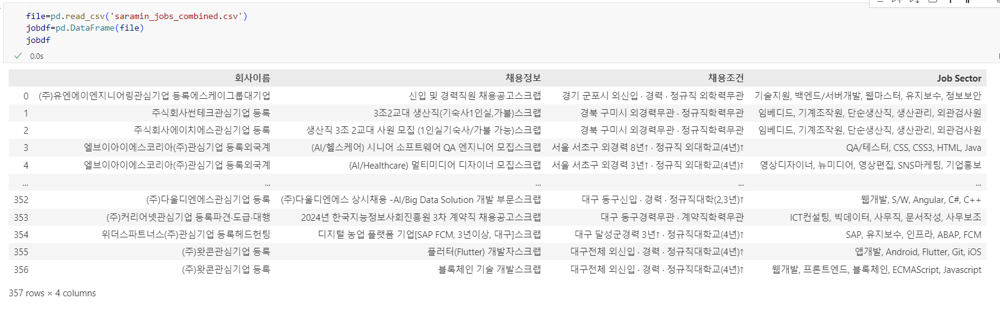 file=pd.read_csv('saramin_jobs_combined.csv')
jobdf=pd.DataFrame(file)
jobdf
0.0s
회사이름 채용정보 채용조건 Job Sector
0 (주)유엔에이엔지니어링관심기업 등록에스케이그룹대기업 신입 및 경력직원 채용공고스크랩 경기 군포시 외신입 · 경력 · 정규직 외학력무관 기술지원, 백엔드/서버개발, 웹마스터, 유지보수, 정보보안
1 주식회사썬테크관심기업 등록 3조2교대 생산직(기숙사1인실,가불)스크랩 경북 구미시 외경력무관 · 정규직학력무관 임베디드, 기계조작원, 단순생산직, 생산관리, 외관검사원
2 주식회사에이치에스관심기업 등록 생산직 3조 2교대 사원 모집 (1인실기숙사/가불 가능)스크랩 경북 구미시 외경력무관 · 정규직학력무관 임베디드, 기계조작원, 단순생산직, 생산관리, 외관검사원
3 엘브이아이에스코리아(주)관심기업 등록외국계 (AI/헬스케어) 시니어 소프트웨어 QA 엔지니어 모집스크랩 서울 서초구 외경력 8년↑ · 정규직 외대학교(4년)↑ QA/테스터, CSS, CSS3, HTML, Java
4 엘브이아이에스코리아(주)관심기업 등록외국계 (AI/Healthcare) 멀티미디어 디자이너 모집스크랩 서울 서초구 외경력 3년↑ · 정규직 외대학교(4년)↑ 영상디자이너, 뉴미디어, 영상편집, SNS마케팅, 기업홍보
... ... ... ... ...
352 (주)다울디엔에스관심기업 등록 (주)다울디엔에스 상시채용 -AI/Big Data Solution 개발 부문스크랩 대구 동구신입 · 경력 · 정규직대학(2,3년)↑ 웹개발, S/W, Angular, C#, C++
353 (주)커리어넷관심기업 등록파견·도급·대행 2024년 한국지능정보사회진흥원 3차 계약직 채용공고스크랩 대구 동구경력무관 · 계약직학력무관 ICT컨설팅, 빅데이터, 사무직, 문서작성, 사무보조
354 위더스파트너스(주)관심기업 등록헤드헌팅 디지털 농업 플랫폼 기업[SAP FCM, 3년이상, 대구]스크랩 대구 달성군경력 3년↑ · 정규직대학교(4년)↑ SAP, 유지보수, 인프라, ABAP, FCM
355 (주)왓콘관심기업 등록 플러터(Flutter) 개발자스크랩 대구전체 외신입 · 경력 · 정규직대학교(4년)↑ 앱개발, Android, Flutter, Git, iOS
356 (주)왓콘관심기업 등록 블록체인 기술 개발스크랩 대구전체 외신입 · 경력 · 정규직대학교(4년)↑ 웹개발, 프론트엔드, 블록체인, ECMAScript, Javascript
357 rows × 4 columns